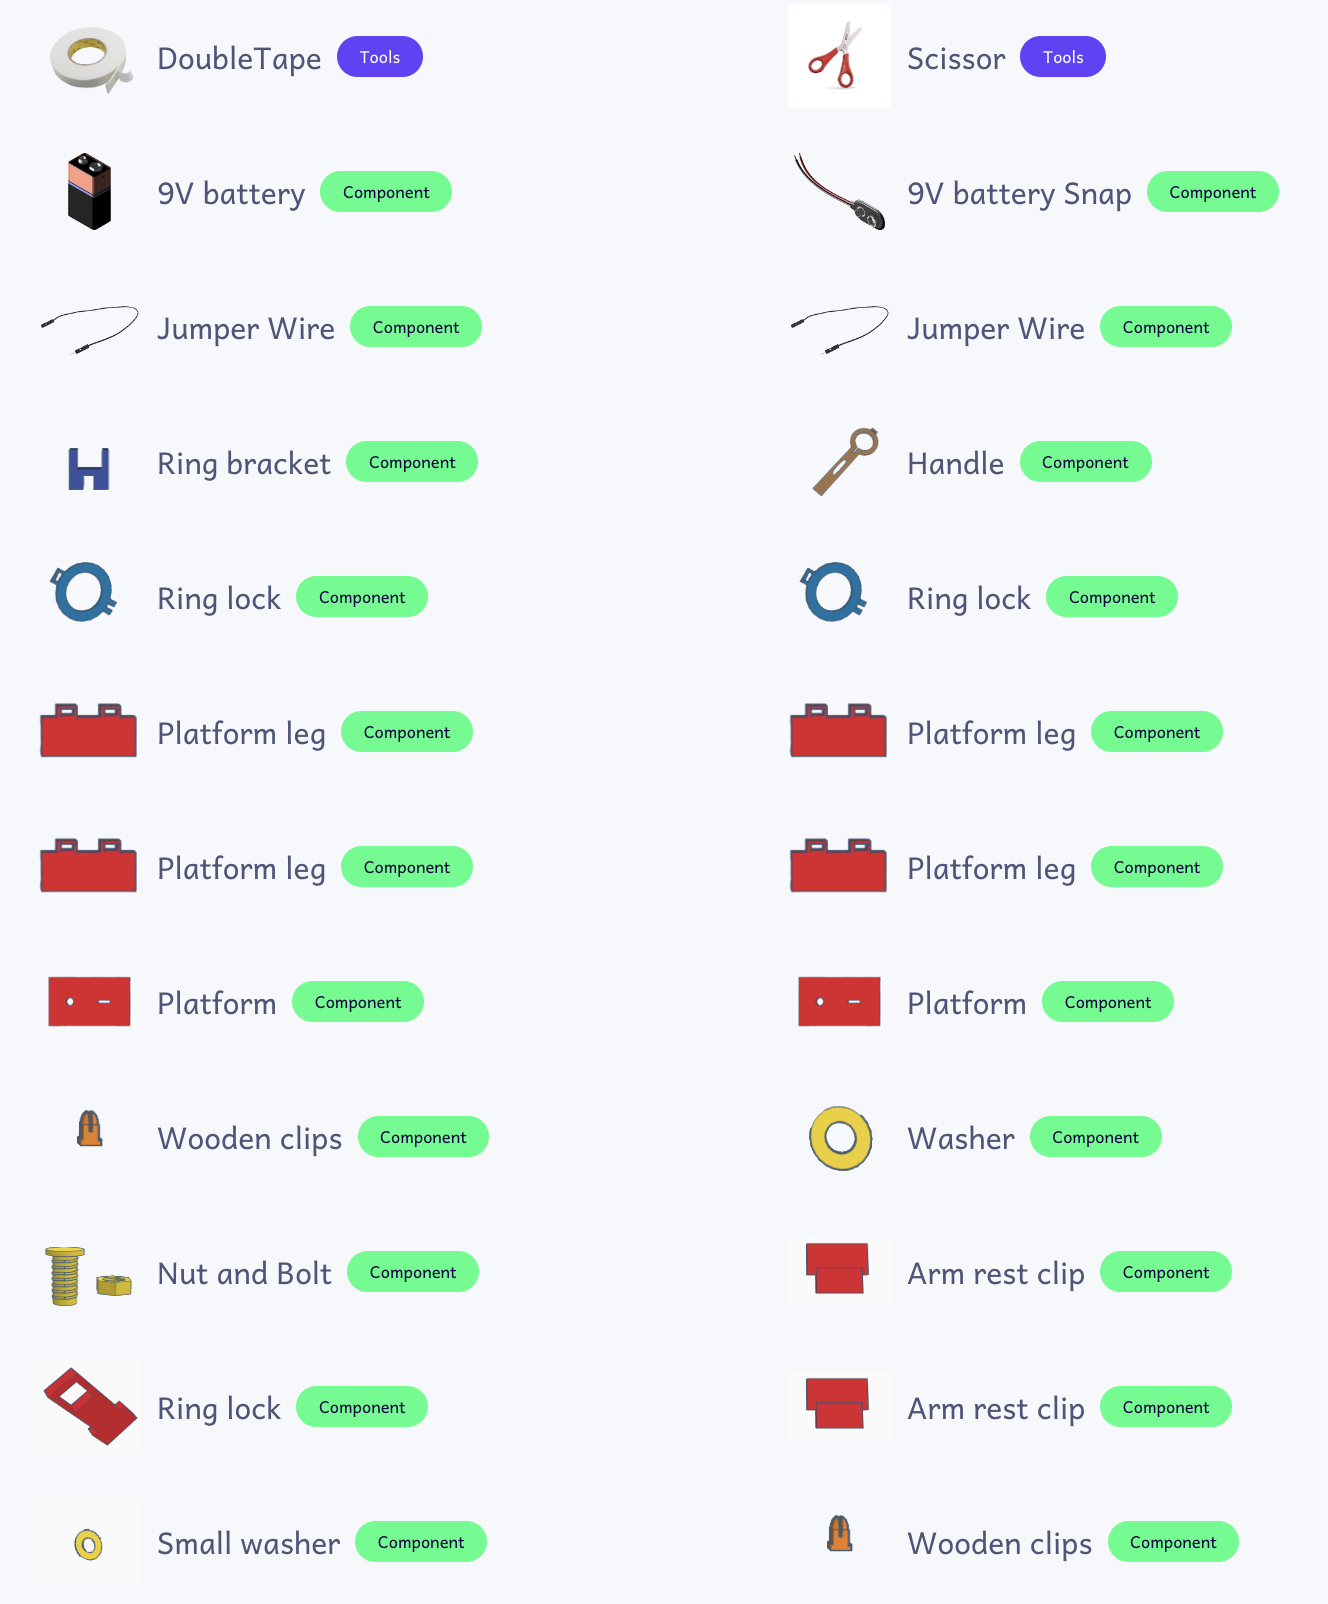 DoubleTape Tools
Scissor Tools
9V battery Component
9V battery Snap Component
Jumper Wire Component
Jumper Wire Component
Ring bracket Component
Handle Component
Ring lock Component
Ring lock Component
Platform leg Component
Platform leg Component
Platform leg Component
Platform leg Component
Platform Component
Platform Component
Wooden clips Component
Washer Component
Nut and Bolt Component
Arm rest clip Component
Ring lock Component
Arm rest clip Component
Small washer Component
Wooden clips Component